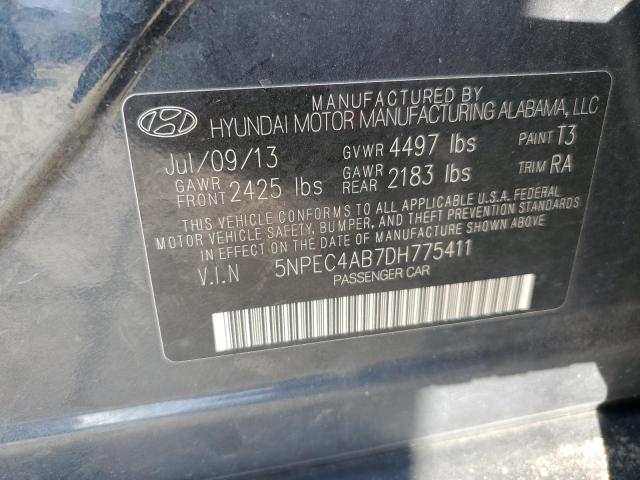 MANUFACTURED BY
HYUNDAI MOTOR MANUFACTURING ALABAMA, LLC
Jul/09/13 GVWR 4497 lbs PAINT T3
GAWR FRONT 2425 lbs GAWR REAR 2183 lbs TRIM RA
THIS VEHICLE CONFORMS TO ALL APPLICABLE U.S.A. FEDERAL
MOTOR VEHICLE SAFETY, BUMPER, AND THEFT PREVENTION STANDARDS
IN EFFECT ON THE DATE OF MANUFACTURE SHOWN ABOVE.
V.I.N 5NPEC4AB7DH775411
PASSENGER CAR